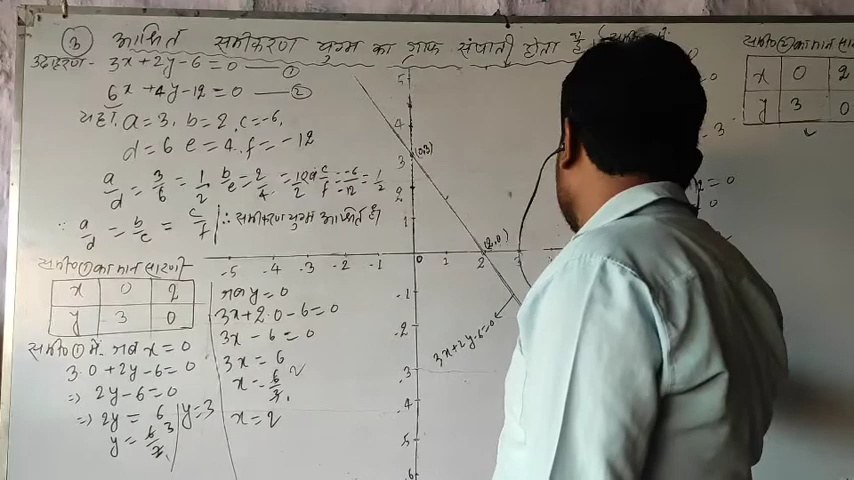 ③ आश्रित समीकरण युग्म का ग्राफ संपाती होता है
उदाहरण- 3x+2y-6=0 —①
6x+4y-12=0 —②
यहाँ a=3, b=2, c=-6,
d=6 e=4, f=-12
a/d = 3/6 = 1/2, b/e = 2/4 = 1/2 c/f = -6/-12 = 1/2
∵ a/d = b/e = c/f ∴ समीकरण युग्म आश्रित है।
समी० ① का मान सारणी-
x 0 2
y 3 0
समी० ① में जब x=0
3·0+2y-6=0
⇒ 2y-6=0
⇒ 2y=6
y=6/2 3
y=3
जब y=0
3x+2·0-6=0
3x-6=0
3x=6
x=6/3
x=2
5
4
3
2
1
-5 -4 -3 -2 -1 0 1 2 3
-1
-2
-3
-4
5
6
(0,3)
(2,0)
3x+2y-6=0
समी० ② का मान सा
x 0 2
y 3 0